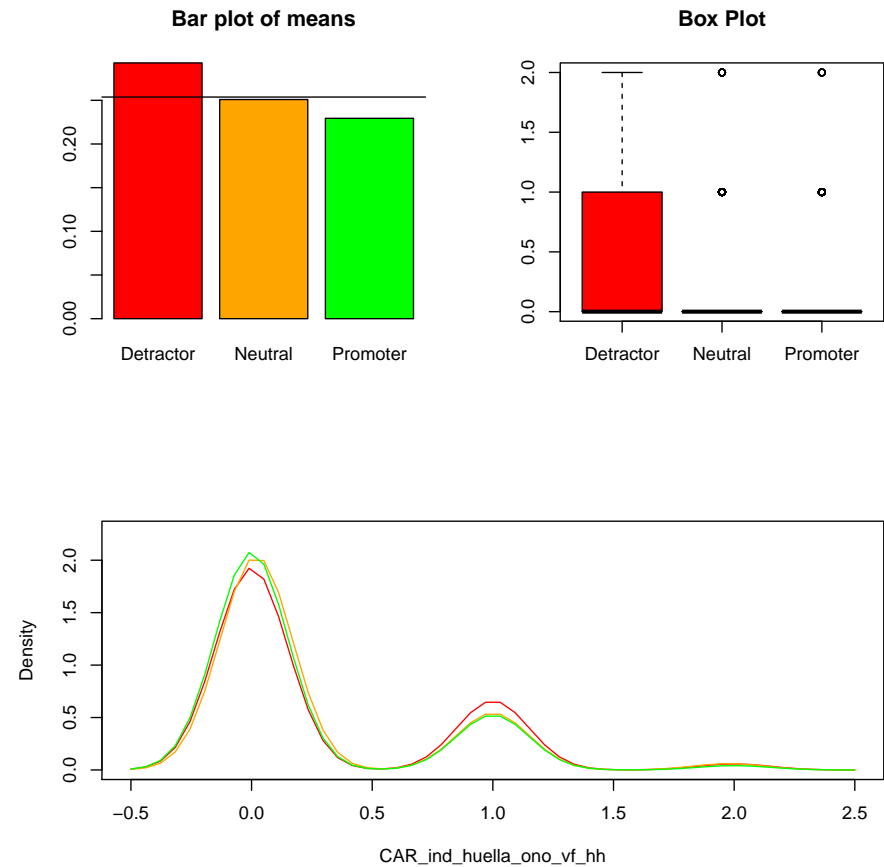 Bar plot of means
0.20
0.10
0.00
Detractor Neutral Promoter
Box Plot
2.0
1.5
1.0
0.5
0.0
Detractor Neutral Promoter
Density
2.0
1.5
1.0
0.5
0.0
−0.5 0.0 0.5 1.0 1.5 2.0 2.5
CAR_ind_huella_ono_vf_hh